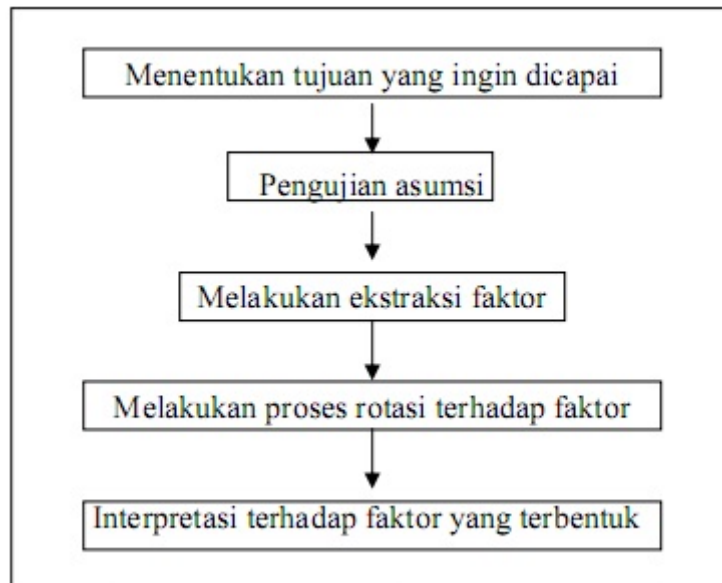 Menentukan tujuan yang ingin dicapai
Pengujian asumsi
Melakukan ekstraksi faktor
Melakukan proses rotasi terhadap faktor
Interpretasi terhadap faktor yang terbentuk